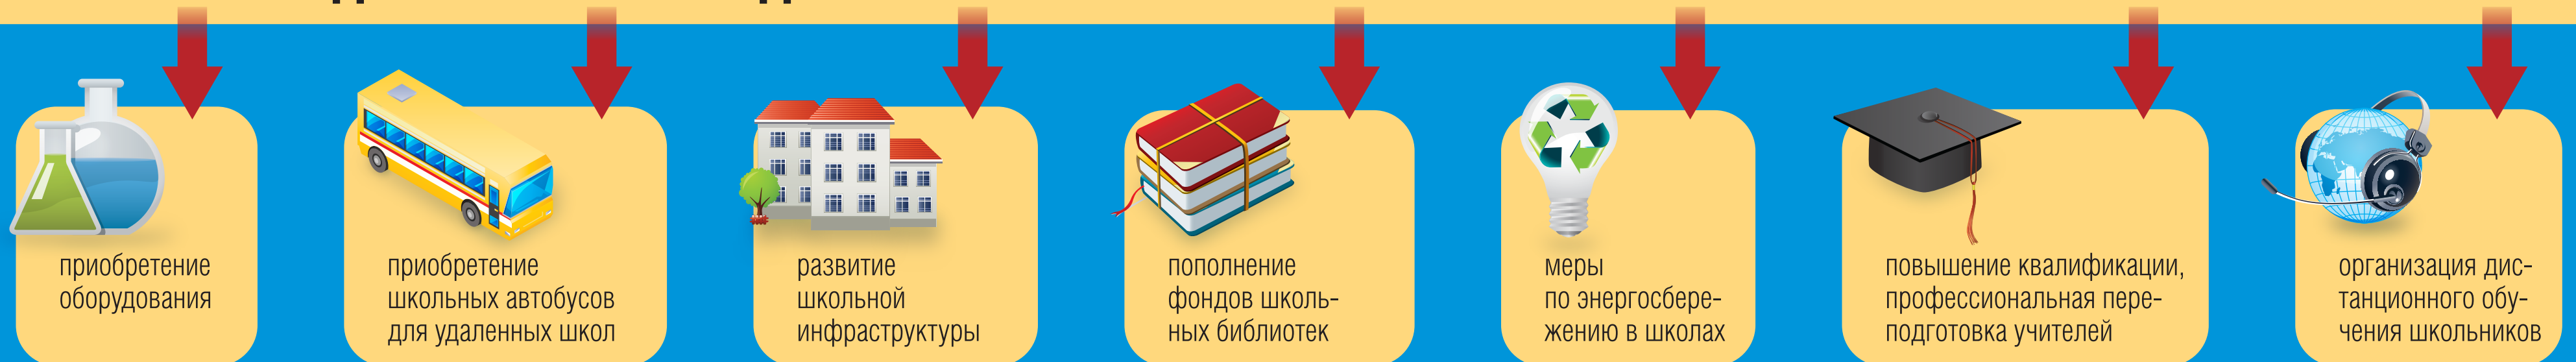 приобретение
оборудования
приобретение
школьных автобусов
для удаленных школ
развитие
школьной
инфраструктуры
пополнение
фондов школь-
ных библиотек
меры
по энергосбере-
жению в школах
повышение квалификации,
профессиональная пере-
подготовка учителей
организация дис-
танционного обу-
чения школьников